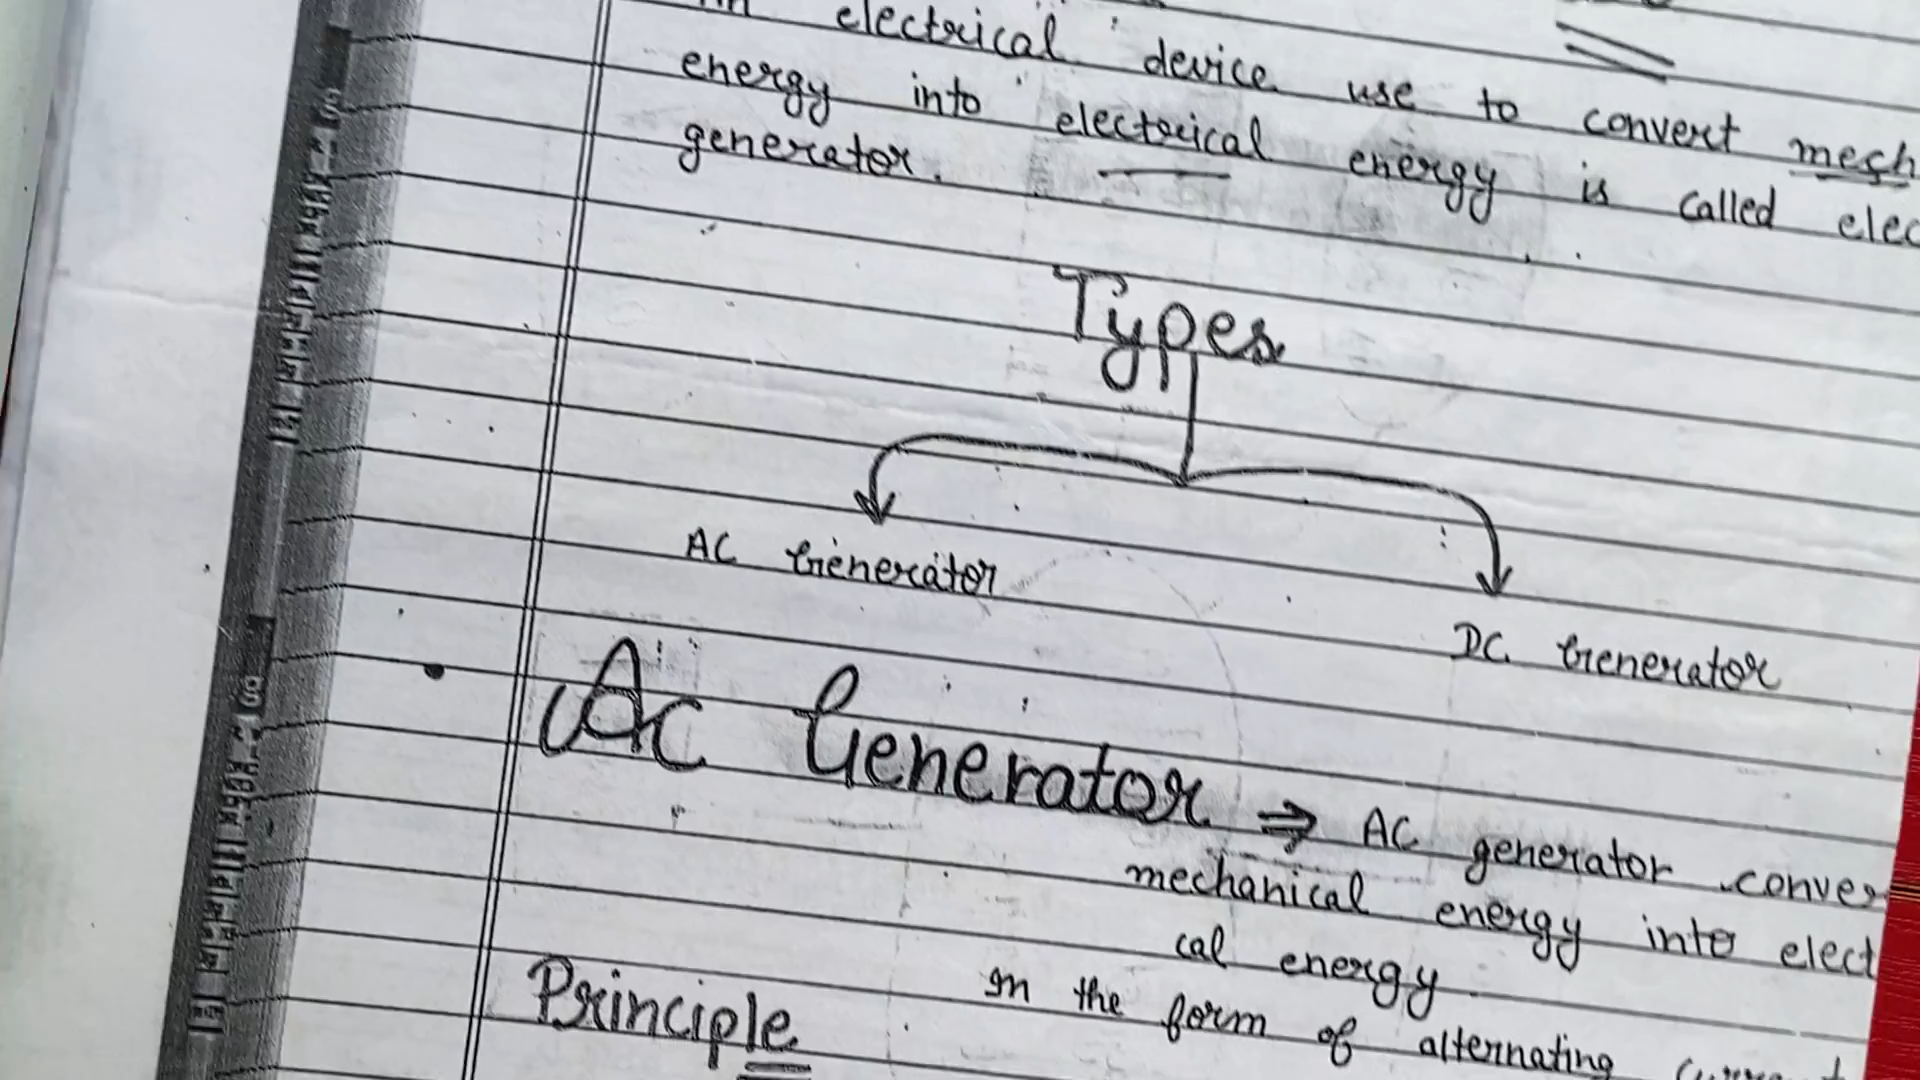 electrical device use to convert mech
energy into electrical energy is called elec
generator.
Types
AC Generator
DC Generator
AC Generator ⇒ AC generator conver
mechanical energy into elect
cal energy
Principle in the form of alternating